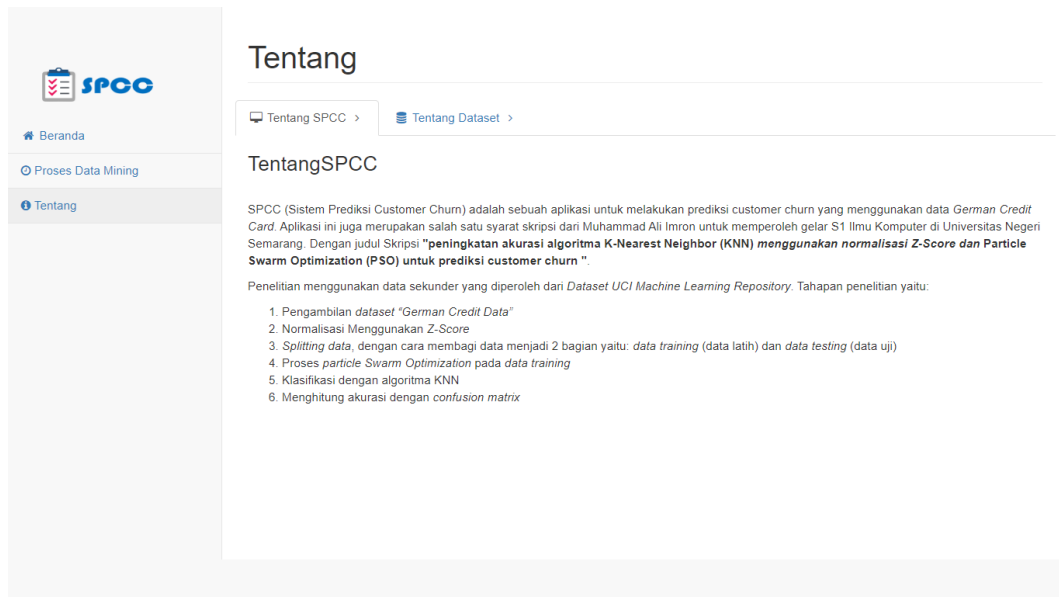 SPCC
Beranda
Proses Data Mining
Tentang
Tentang
Tentang SPCC >
Tentang Dataset >
TentangSPCC
SPCC (Sistem Prediksi Customer Churn) adalah sebuah aplikasi untuk melakukan prediksi customer churn yang menggunakan data German Credit
Card. Aplikasi ini juga merupakan salah satu syarat skripsi dari Muhammad Ali Imron untuk memperoleh gelar S1 Ilmu Komputer di Universitas Negeri
Semarang. Dengan judul Skripsi "peningkatan akurasi algoritma K-Nearest Neighbor (KNN) menggunakan normalisasi Z-Score dan Particle
Swarm Optimization (PSO) untuk prediksi customer churn ".
Penelitian menggunakan data sekunder yang diperoleh dari Dataset UCI Machine Learning Repository. Tahapan penelitian yaitu:
1. Pengambilan dataset “German Credit Data”
2. Normalisasi Menggunakan Z-Score
3. Splitting data, dengan cara membagi data menjadi 2 bagian yaitu: data training (data latih) dan data testing (data uji)
4. Proses particle Swarm Optimization pada data training
5. Klasifikasi dengan algoritma KNN
6. Menghitung akurasi dengan confusion matrix